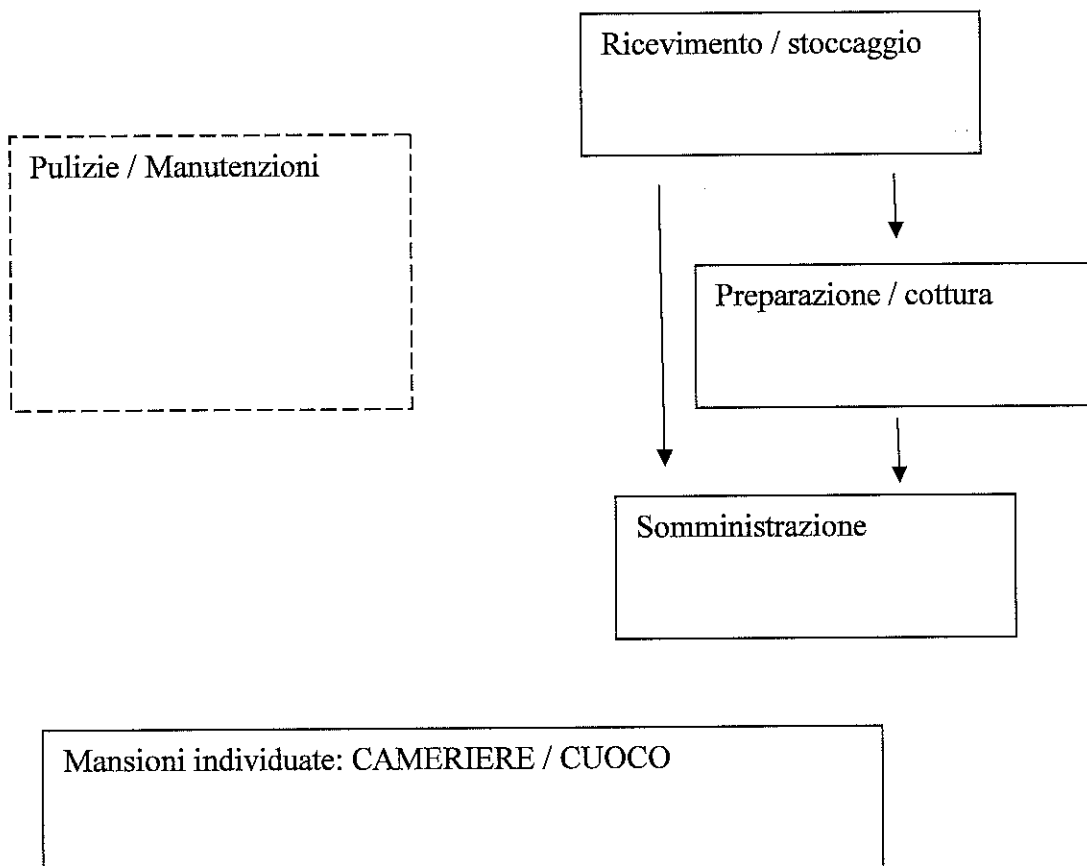 Ricevimento / stoccaggio
Pulizie / Manutenzioni
Preparazione / cottura
Somministrazione
Mansioni individuate: CAMERIERE / CUOCO